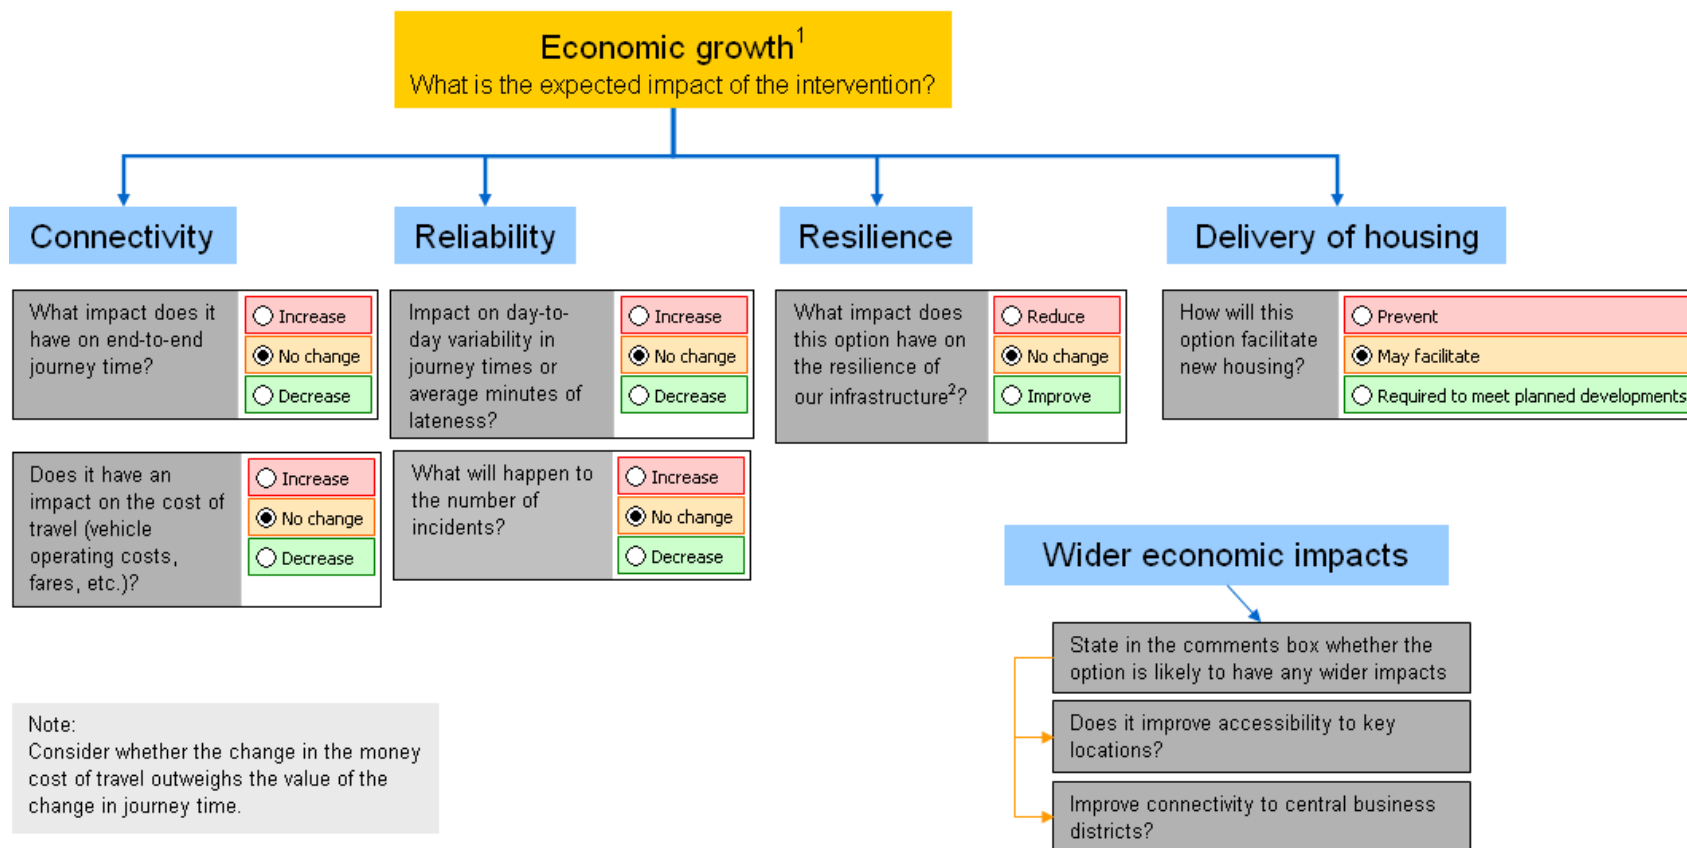 Economic growth1
What is the expected impact of the intervention?
Connectivity
Reliability
Resilience
Delivery of housing
What impact does it
have on end-to-end
journey time?
Increase
No change
Decrease
Impact on day-to-
day variability in
journey times or
average minutes of
lateness?
Increase
No change
Decrease
What impact does
this option have on
the resilience of
our infrastructure2?
Reduce
No change
Improve
How will this
option facilitate
new housing?
Prevent
May facilitate
Required to meet planned developments
Does it have an
impact on the cost of
travel (vehicle
operating costs,
fares, etc.)?
Increase
No change
Decrease
What will happen to
the number of
incidents?
Increase
No change
Decrease
Wider economic impacts
State in the comments box whether the
option is likely to have any wider impacts
Does it improve accessibility to key
locations?
Improve connectivity to central business
districts?
Note:
Consider whether the change in the money
cost of travel outweighs the value of the
change in journey time.